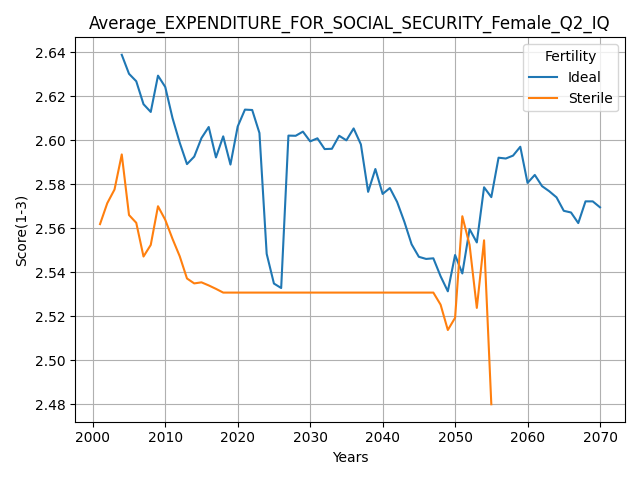 Average_EXPENDITURE_FOR_SOCIAL_SECURITY_Female_Q2_IQ
Fertility
Ideal
Sterile
Score(1-3)
2.64
2.62
2.60
2.58
2.56
2.54
2.52
2.50
2.48
2000 2010 2020 2030 2040 2050 2060 2070
Years